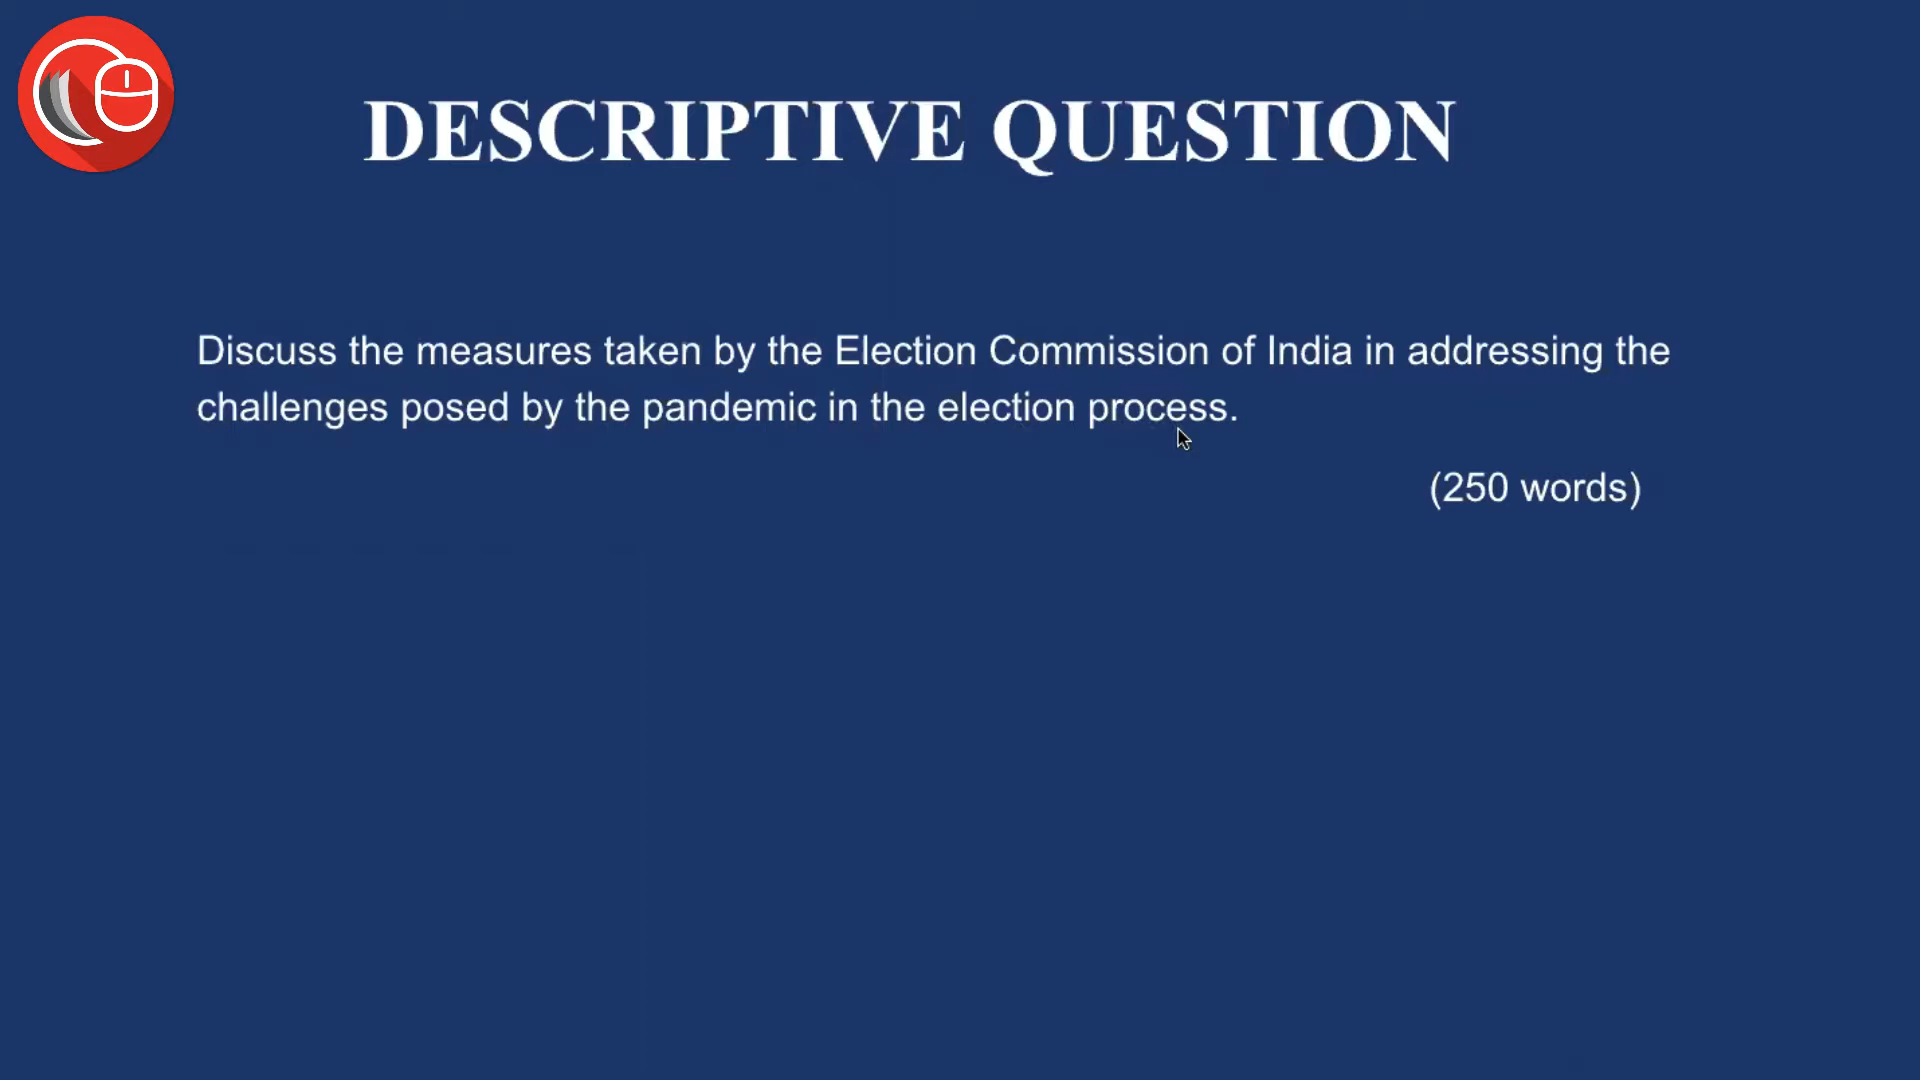 DESCRIPTIVE QUESTION
Discuss the measures taken by the Election Commission of India in addressing the
challenges posed by the pandemic in the election process.
(250 words)